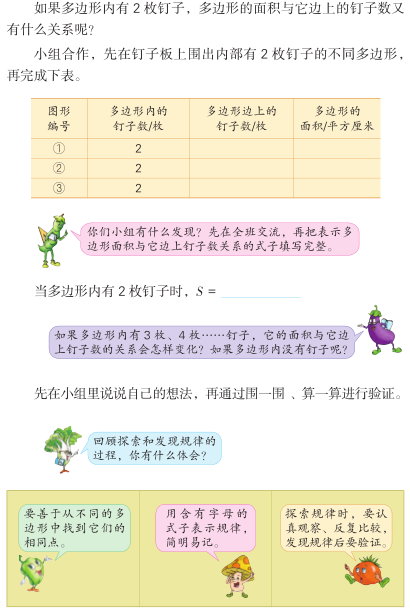 如果多边形内有 2 枚钉子，多边形的面积与它边上的钉子数又
有什么关系呢？
小组合作，先在钉子板上围出内部有 2 枚钉子的不同多边形，
再完成下表。
图形 多边形内的 多边形边上的 多边形的
编号 钉子数/枚 钉子数/枚 面积/平方厘米
① 2
② 2
③ 2
你们小组有什么发现？先在全班交流，再把表示多
边形面积与它边上钉子数关系的式子填写完整。
当多边形内有 2 枚钉子时，S =
如果多边形内有 3 枚、4 枚……钉子，它的面积与它边
上钉子数的关系会怎样变化？如果多边形内没有钉子呢？
先在小组里说说自己的想法，再通过围一围 、算一算进行验证。
回顾探索和发现规律的
过程，你有什么体会？
要善于从不同的多
边形中找到它们的
相同点。
用含有字母的
式子表示规律，
简明易记。
探索规律时，要认
真观察、反复比较，
发现规律后要验证。